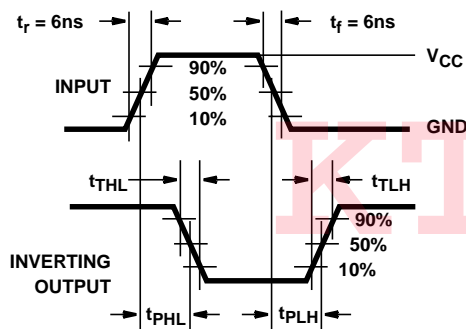 tr = 6ns
tf = 6ns
VCC
INPUT
90%
50%
10%
GND
tTHL
tTLH
90%
50%
10%
INVERTING
OUTPUT
tPHL
tPLH
KT